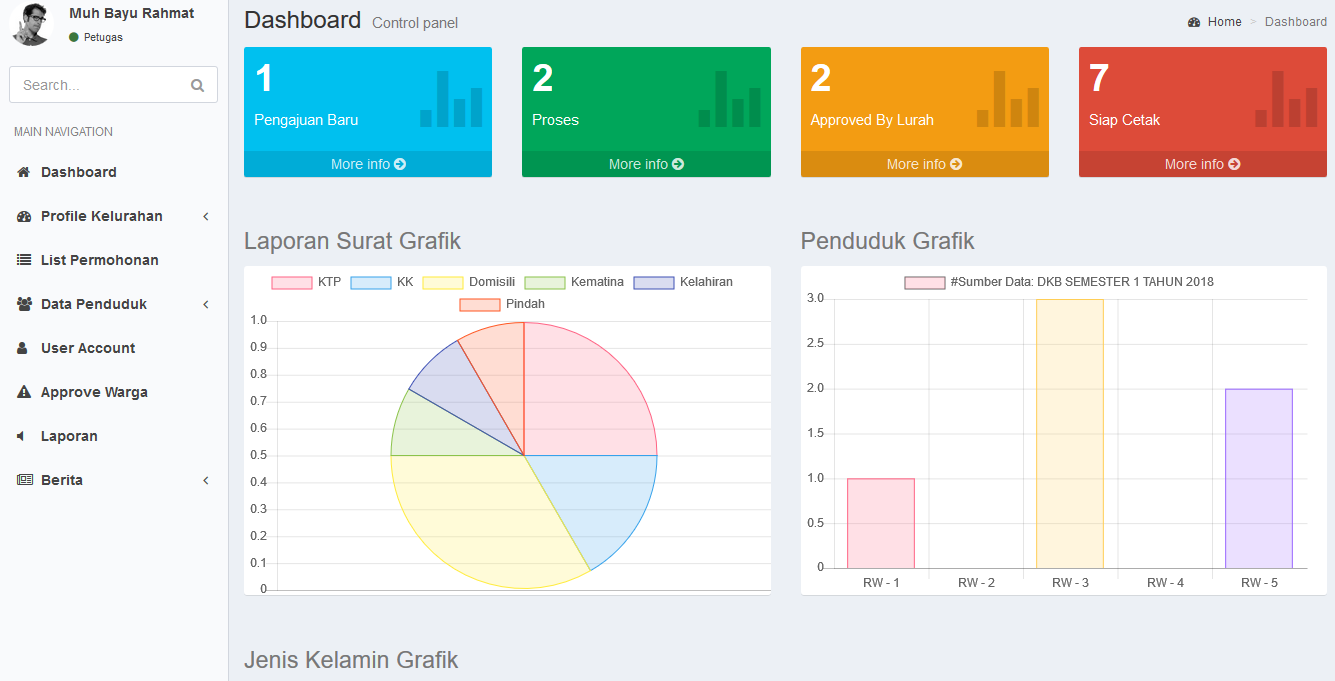 Muh Bayu Rahmat
Petugas
Search...
MAIN NAVIGATION
Dashboard
Profile Kelurahan
List Permohonan
Data Penduduk
User Account
Approve Warga
Laporan
Berita
Dashboard Control panel
Home > Dashboard
1
Pengajuan Baru
More info
2
Proses
More info
2
Approved By Lurah
More info
7
Siap Cetak
More info
Laporan Surat Grafik
KTP KK Domisili Kematina Kelahiran
Pindah
1.0
0.9
0.8
0.7
0.6
0.5
0.4
0.3
0.2
0.1
0
Penduduk Grafik
#Sumber Data: DKB SEMESTER 1 TAHUN 2018
3.0
2.5
2.0
1.5
1.0
0.5
0
RW - 1 RW - 2 RW - 3 RW - 4 RW - 5
Jenis Kelamin Grafik